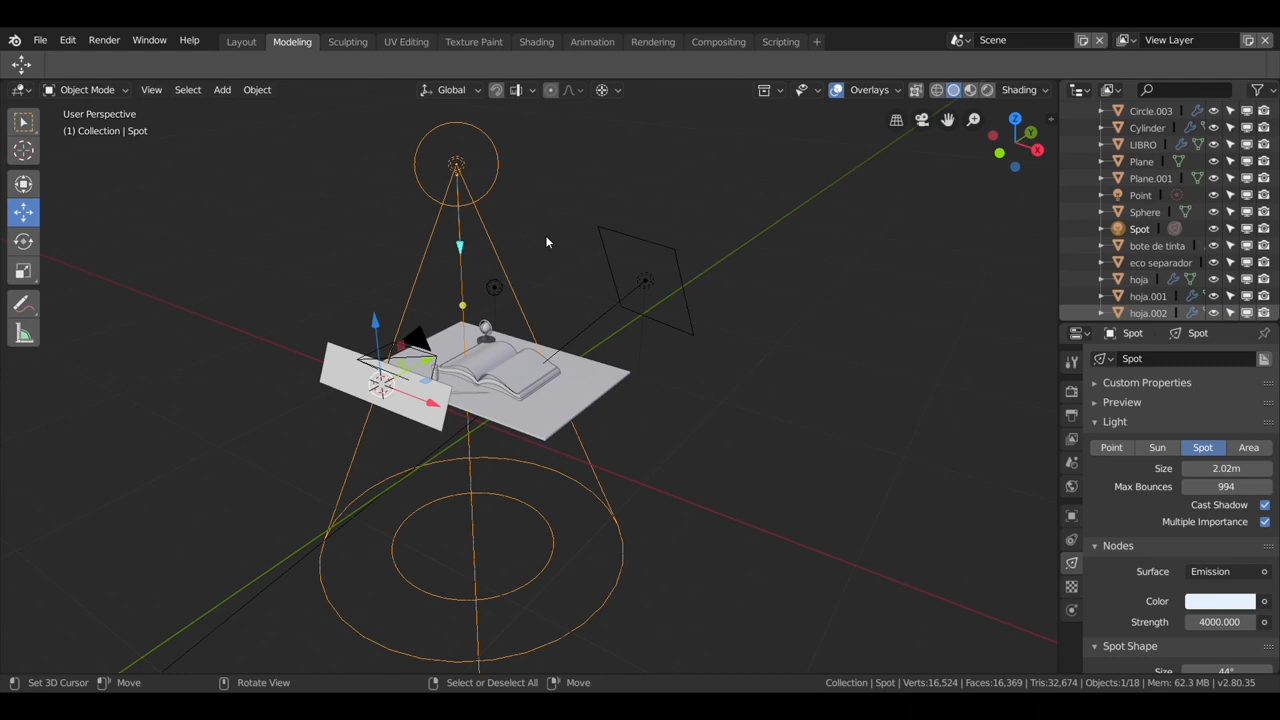 File Edit Render Window Help Layout Modeling Sculpting UV Editing Texture Paint Shading Animation Rendering Compositing Scripting + Scene View Layer
Object Mode View Select Add Object Global Overlays Shading
User Perspective
(1) Collection | Spot
Z
Y
X
Circle.003
Cylinder
LIBRO
Plane
Plane.001
Point
Sphere
Spot
bote de tinta
eco separador
hoja
hoja.001
hoja.002
Spot Spot
Spot
Custom Properties
Preview
Light
Point Sun Spot Area
Size 2.02m
Max Bounces 994
Cast Shadow
Multiple Importance
Nodes
Surface Emission
Color
Strength 4000.000
Spot Shape
Size 44°
Set 3D Cursor Move Rotate View Select or Deselect All Move Collection | Spot | Verts:16,524 | Faces:16,369 | Tris:32,674 | Objects:1/18 | Mem: 62.3 MB | v2.80.35